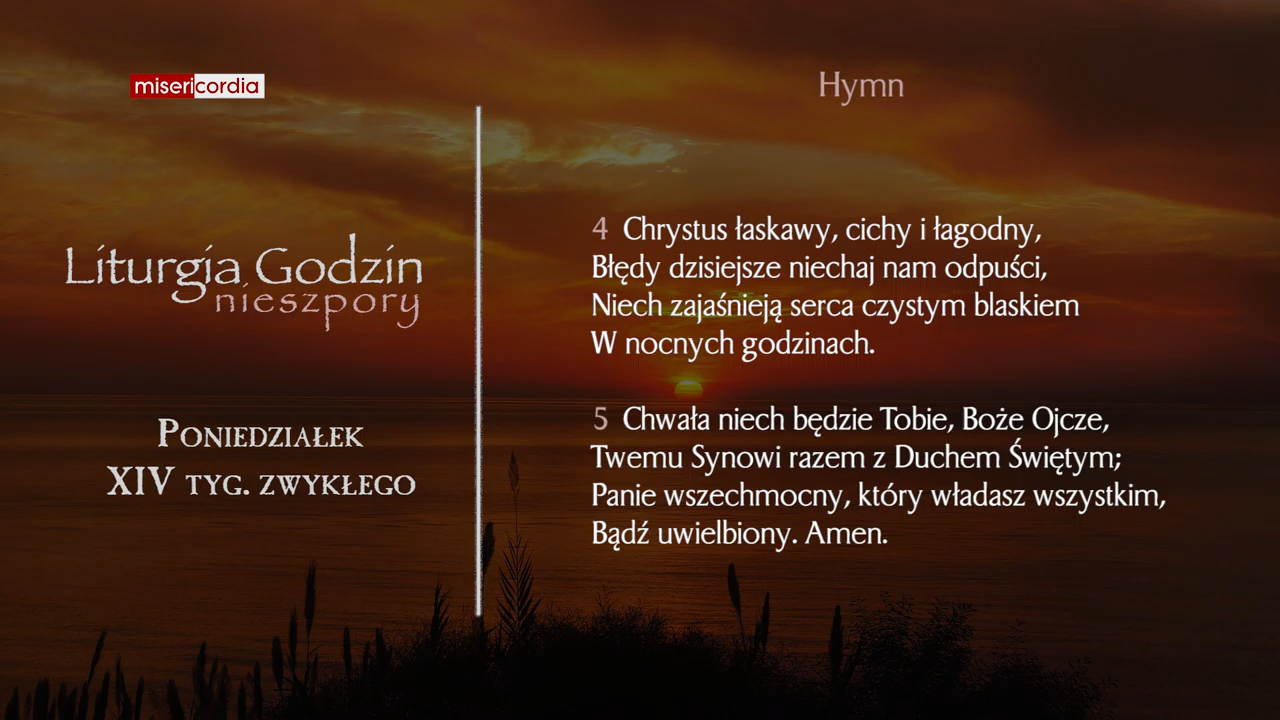 misericordia
Liturgia Godzin
nieszpory
Poniedziałek
XIV tyg. zwykłego
Hymn
4 Chrystus łaskawy, cichy i łagodny,
Błędy dzisiejsze niechaj nam odpuści,
Niech zajaśnieją serca czystym blaskiem
W nocnych godzinach.
5 Chwała niech będzie Tobie, Boże Ojcze,
Twemu Synowi razem z Duchem Świętym;
Panie wszechmocny, który władasz wszystkim,
Bądź uwielbiony. Amen.